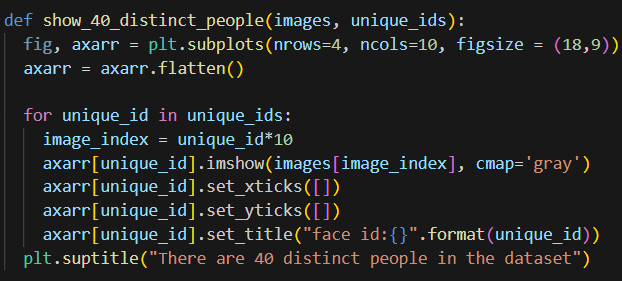 def show_40_distinct_people(images, unique_ids):
  fig, axarr = plt.subplots(nrows=4, ncols=10, figsize = (18,9))
  axarr = axarr.flatten()

  for unique_id in unique_ids:
    image_index = unique_id*10
    axarr[unique_id].imshow(images[image_index], cmap='gray')
    axarr[unique_id].set_xticks([])
    axarr[unique_id].set_yticks([])
    axarr[unique_id].set_title("face id:{}".format(unique_id))
  plt.suptitle("There are 40 distinct people in the dataset")